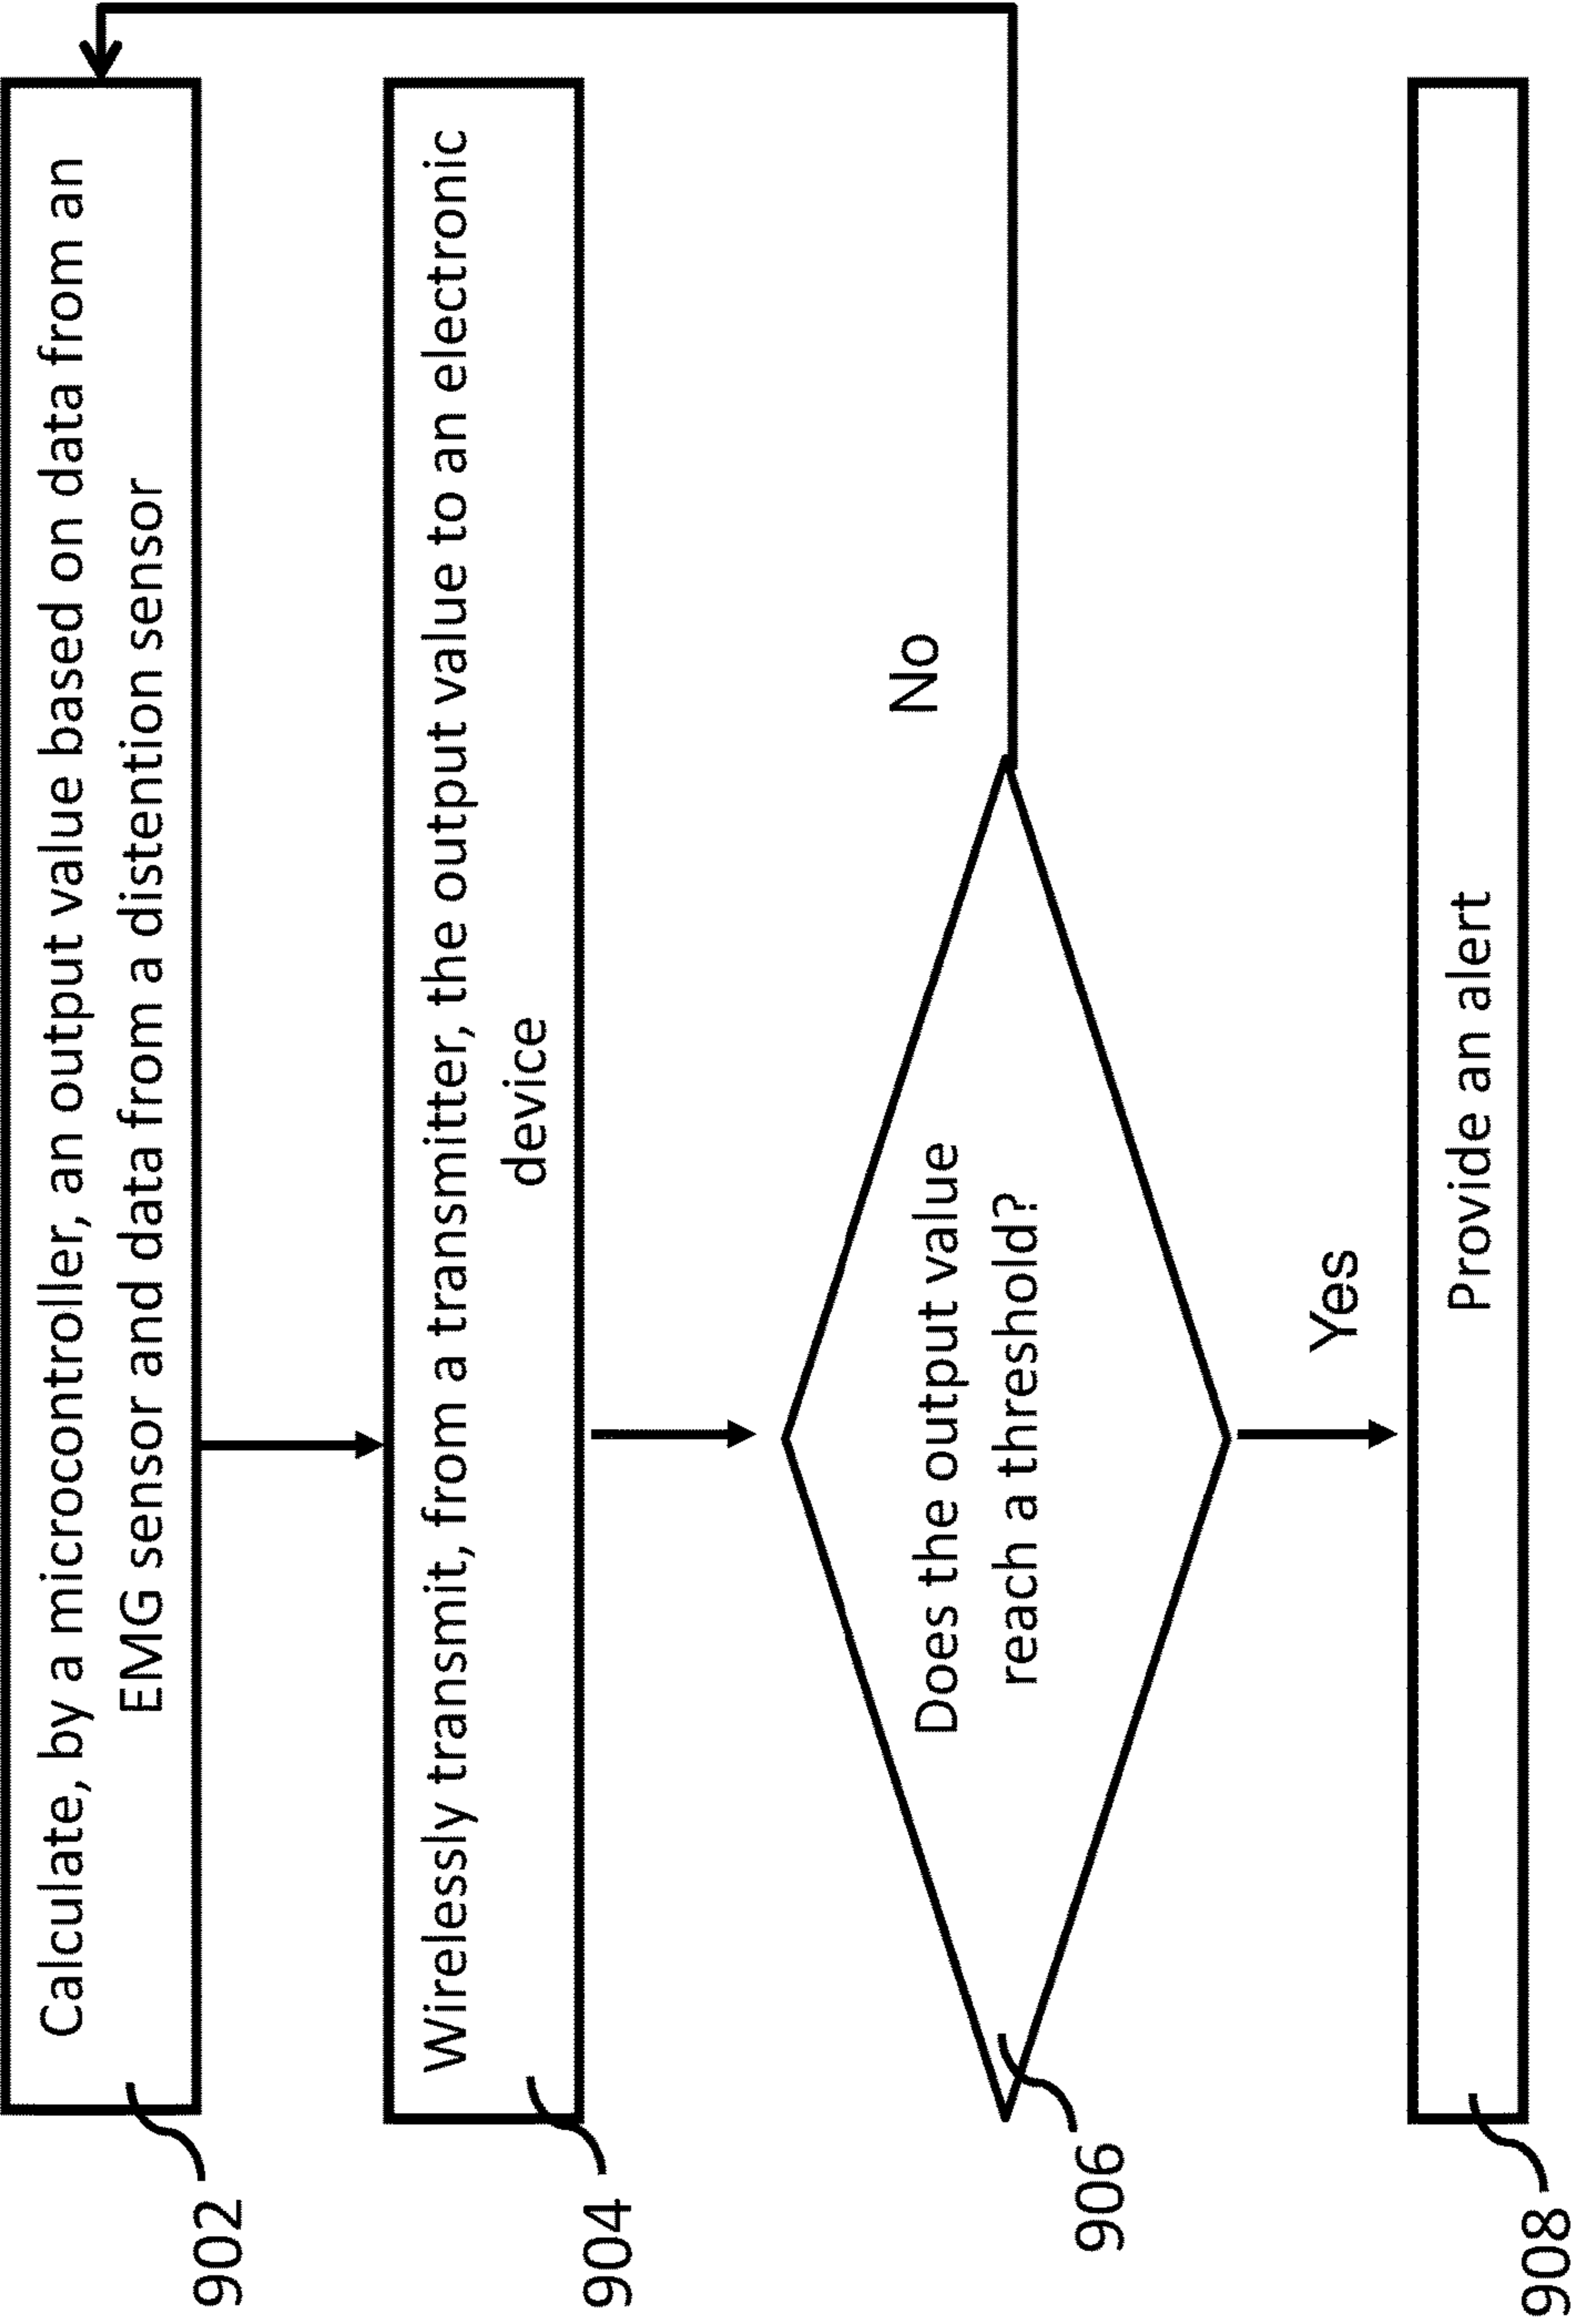 902
Calculate, by a microcontroller, an output value based on data from an
EMG sensor and data from a distention sensor
904
Wirelessly transmit, from a transmitter, the output value to an electronic
device
906
Does the output value
reach a threshold?
No
Yes
908
Provide an alert